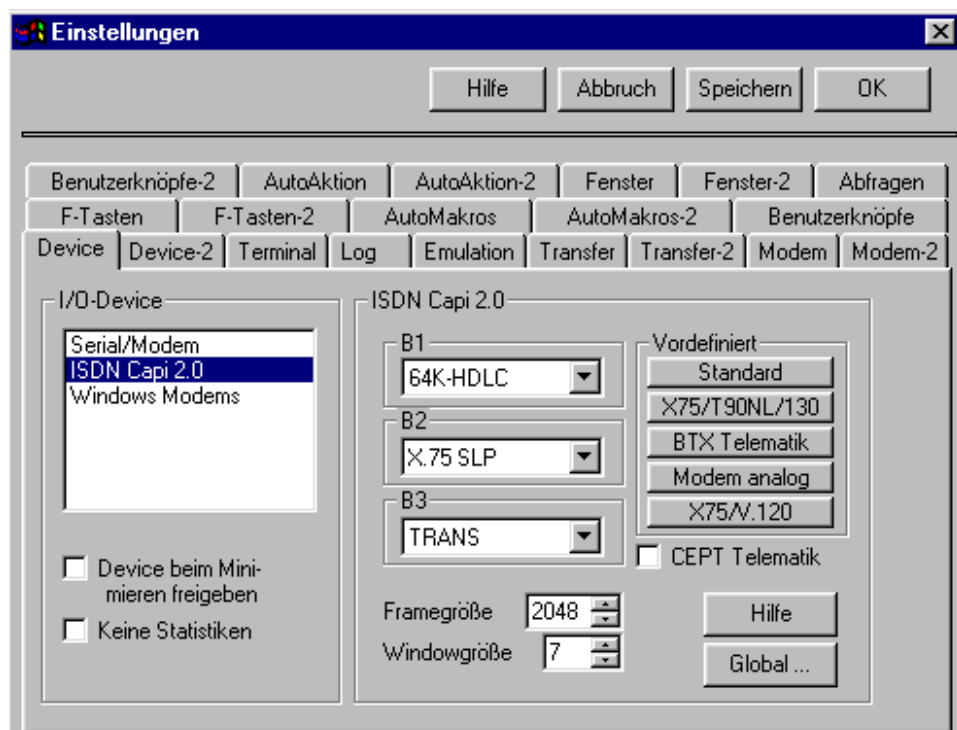 Einstellungen
Hilfe Abbruch Speichern OK
Benutzerknöpfe-2 AutoAktion AutoAktion-2 Fenster Fenster-2 Abfragen
F-Tasten F-Tasten-2 AutoMakros AutoMakros-2 Benutzerknöpfe
Device Device-2 Terminal Log Emulation Transfer Transfer-2 Modem Modem-2
I/O-Device
Serial/Modem
ISDN Capi 2.0
Windows Modems
Device beim Mini-
mieren freigeben
Keine Statistiken
ISDN Capi 2.0
B1
64K-HDLC
B2
X.75 SLP
B3
TRANS
Vordefiniert
Standard
X75/T90NL/130
BTX Telematik
Modem analog
X75/V.120
CEPT Telematik
Framegröße 2048
Windowgröße 7
Hilfe
Global ...